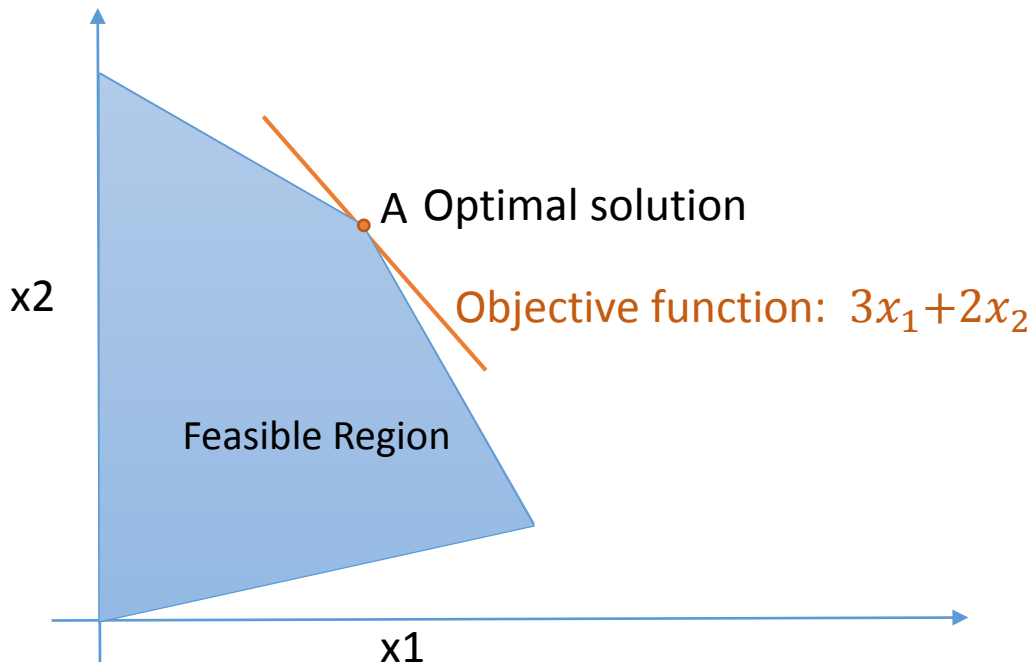 A Optimal solution
x2
Objective function: 3x₁+2x₂
Feasible Region
x1